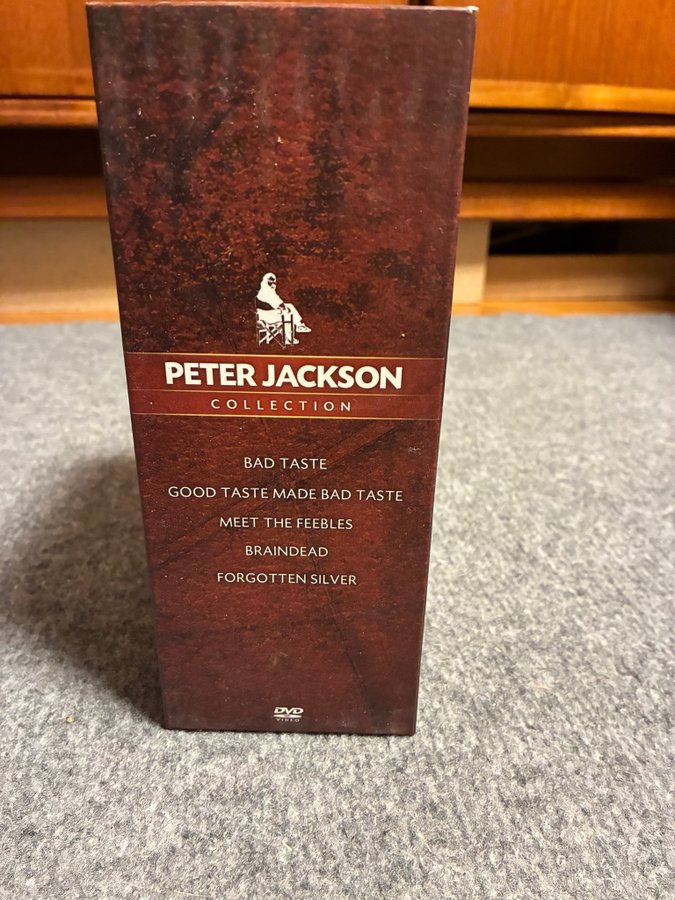 PETER JACKSON
COLLECTION
BAD TASTE
GOOD TASTE MADE BAD TASTE
MEET THE FEEBLES
BRAINDEAD
FORGOTTEN SILVER
DVD
VIDEO